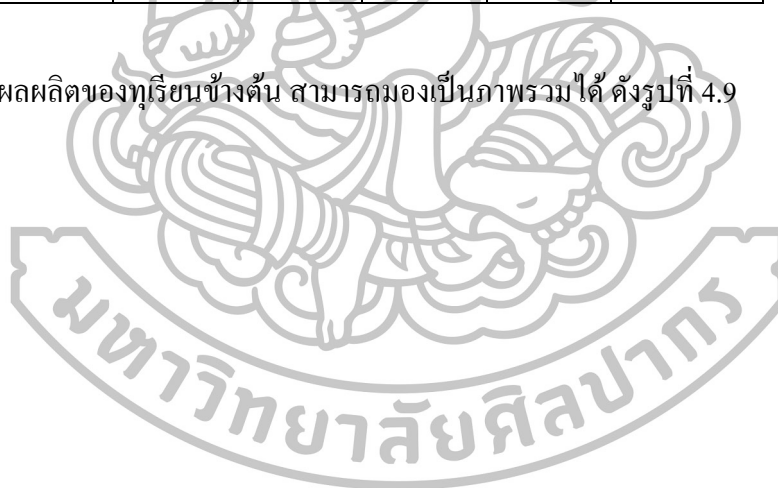 ผลผลิตของทุเรียนข้างต้น สามารถมองเป็นภาพรวมได้ ดังรูปที่ 4.9
มหาวิทยาลัยศิลปากร